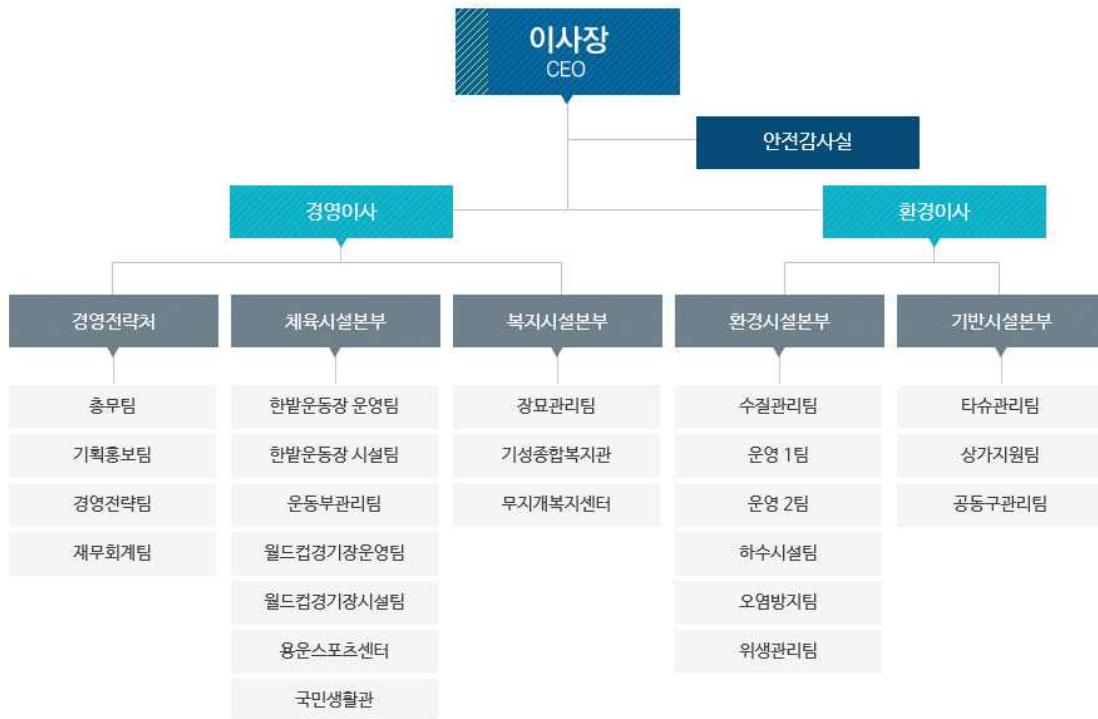 이사장
CEO
안전감사실
경영이사
환경이사
경영전략처
체육시설본부
복지시설본부
환경시설본부
기반시설본부
총무팀
한밭운동장 운영팀
장묘관리팀
수질관리팀
타슈관리팀
기획홍보팀
한밭운동장 시설팀
기성종합복지관
운영 1팀
상가지원팀
경영전략팀
운동부관리팀
무지개복지센터
운영 2팀
공동구관리팀
재무회계팀
월드컵경기장운영팀
하수시설팀
월드컵경기장시설팀
오염방지팀
용운스포츠센터
위생관리팀
국민생활관